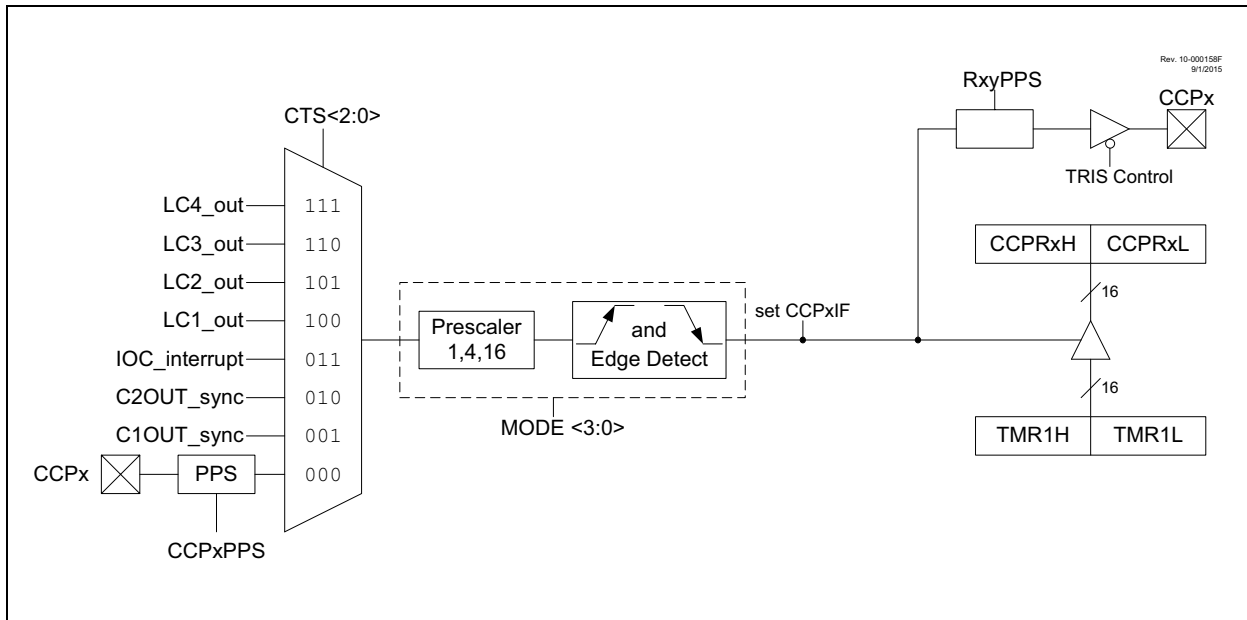 Rev. 10-000158F
9/1/2015
RxyPPS
CCPx
CTS<2:0>
TRIS Control
LC4_out 111
LC3_out 110
LC2_out 101
LC1_out 100
IOC_interrupt 011
C2OUT_sync 010
C1OUT_sync 001
CCPx PPS 000
CCPxPPS
Prescaler
1,4,16
and
Edge Detect
MODE <3:0>
set CCPxIF
CCPRxH CCPRxL
16
16
TMR1H TMR1L